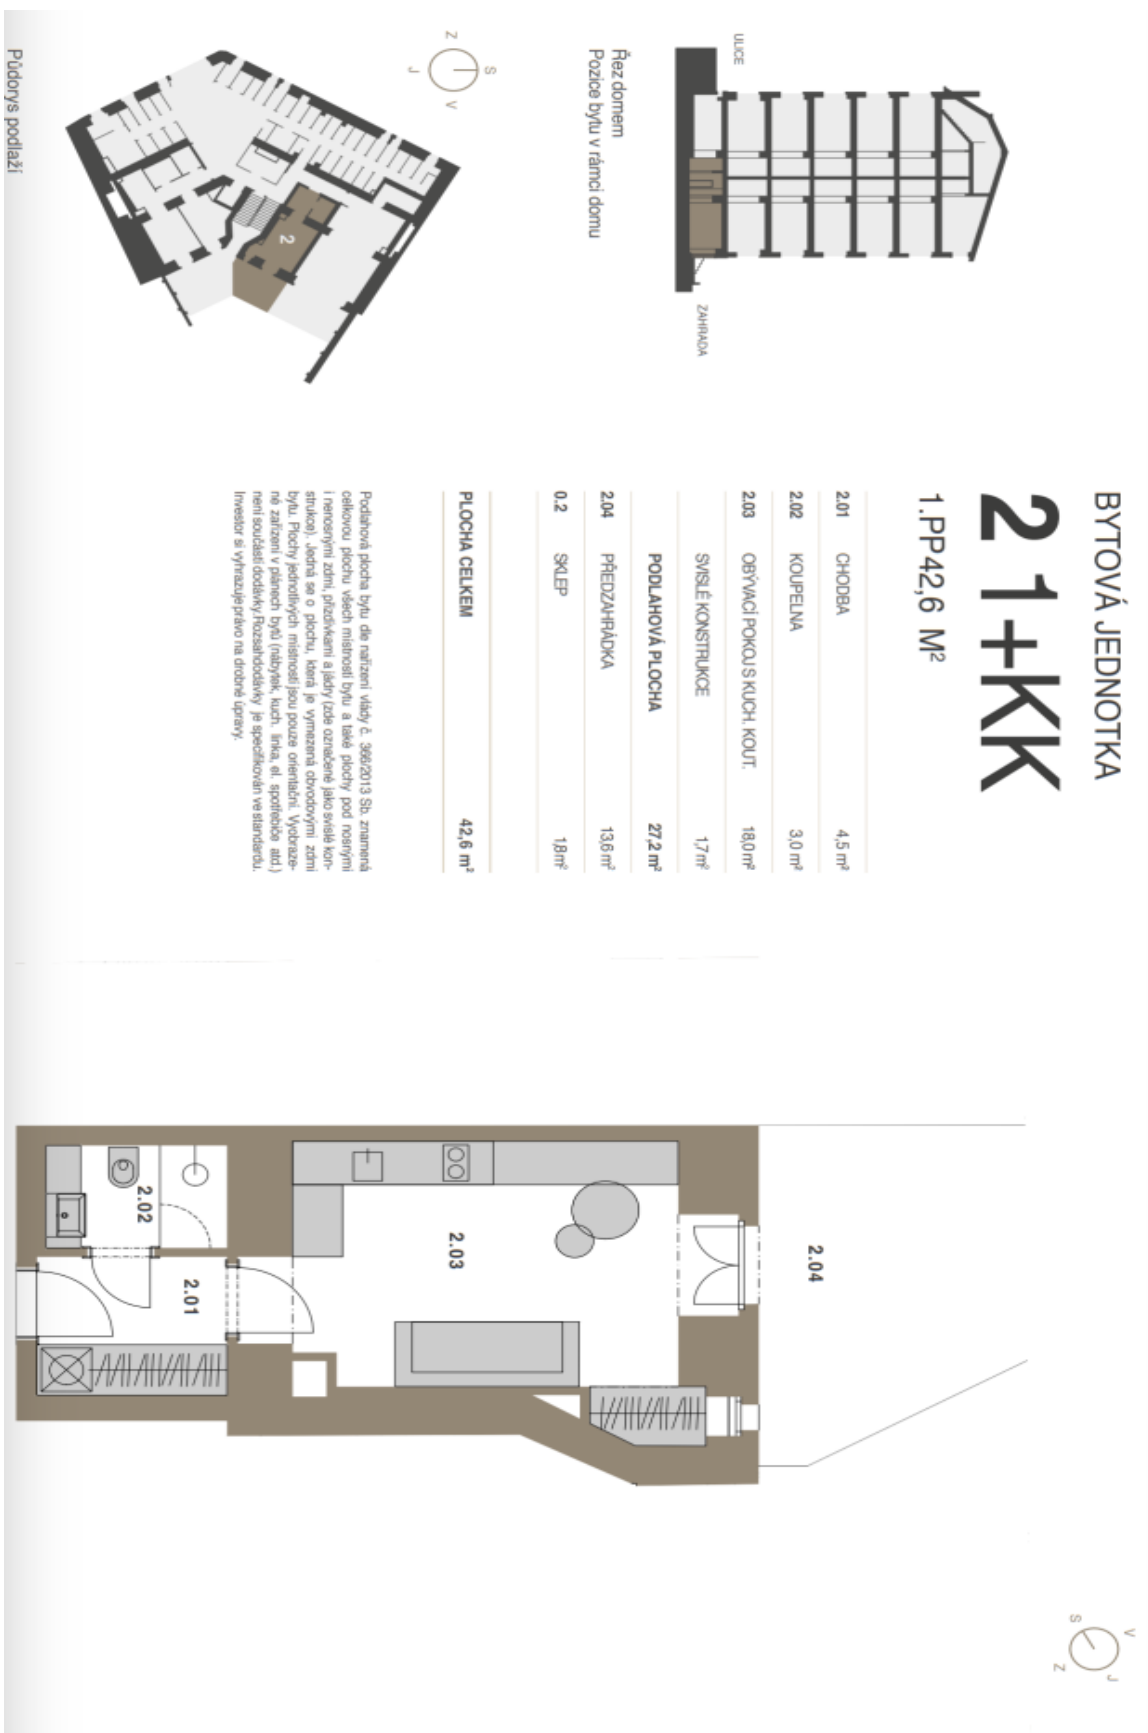 BYTOVÁ JEDNOTKA
2 1+KK
1.PP42,6 M²
2.01 CHODBA 4,5 m²
2.02 KOUPELNA 3,0 m²
2.03 OBÝVACÍ POKOJ S KUCH. KOUT. 18,0 m²
SVISLÉ KONSTRUKCE 1,7 m²
PODLAHOVÁ PLOCHA 27,2 m²
2.04 PŘEDZAHRÁDKA 13,6 m²
0.2 SKLEP 1,8 m²
PLOCHA CELKEM 42,6 m²
Podlahová plocha bytu dle nařízení vlády č. 366/2013 Sb. znamená
celkovou plochu všech místností bytu a také plochy pod nosnými
i nenosnými zdmi, přizdívkami a jádry (zde označené jako svislé kon-
strukce). Jedná se o plochu, která je vymezená obvodovými zdmi
bytu. Plochy jednotlivých místností jsou pouze orientační. Vyobraze-
né zařízení v plánech bytů (nábytek, kuch. linka, el. spotřebiče atd.)
není součástí dodávky.Rozsahdodávky je specifikován ve standardu.
Investor si vyhrazuje právo na drobné úpravy.
ULICE
ZAHRADA
Řez domem
Pozice bytu v rámci domu
Z
S
J
V
2
Půdorys podlaží
2.04
2.03
2.02
2.01
V
S
J
Z